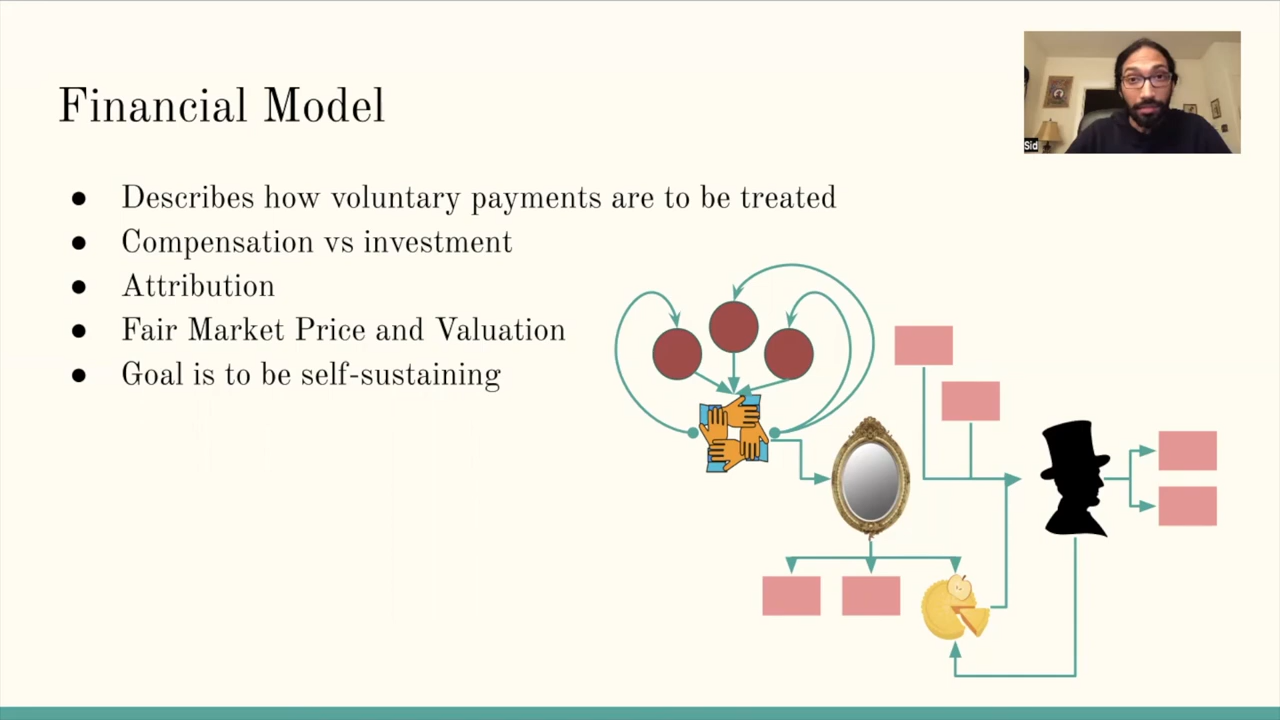 Financial Model
Sid
● Describes how voluntary payments are to be treated
● Compensation vs investment
● Attribution
● Fair Market Price and Valuation
● Goal is to be self-sustaining